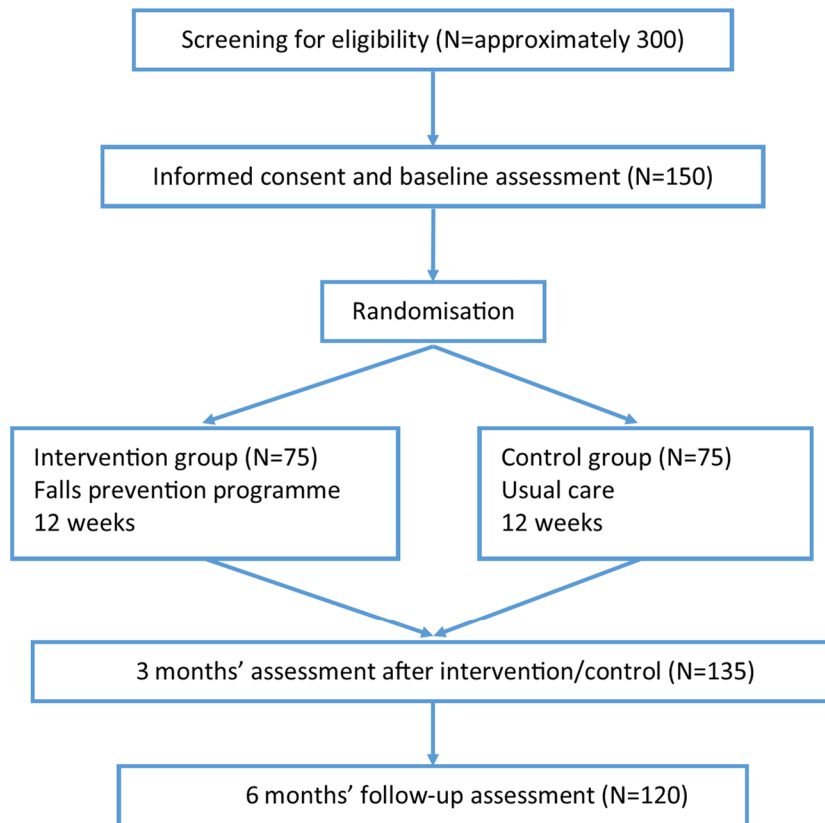 Screening for eligibility (N=approximately 300)
Informed consent and baseline assessment (N=150)
Randomisation
Intervention group (N=75)
Falls prevention programme
12 weeks
Control group (N=75)
Usual care
12 weeks
3 months’ assessment after intervention/control (N=135)
6 months’ follow-up assessment (N=120)